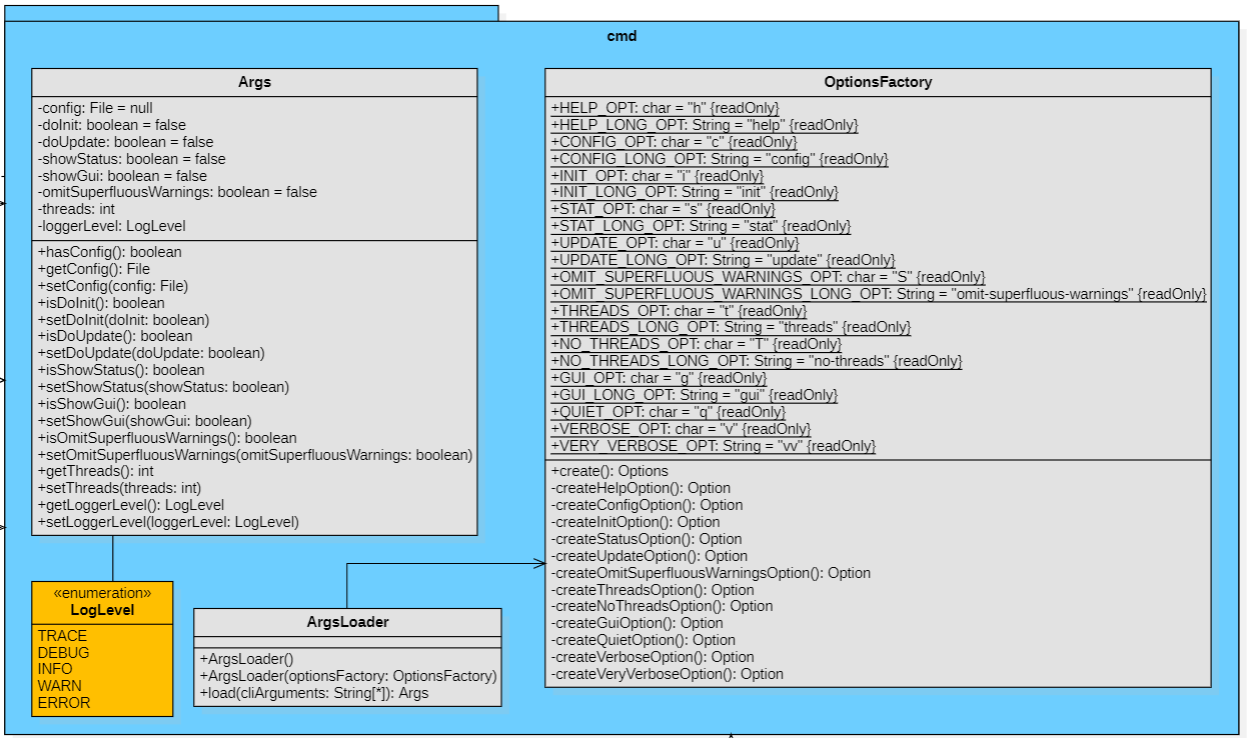 cmd
Args
-config: File = null
-doInit: boolean = false
-doUpdate: boolean = false
-showStatus: boolean = false
-showGui: boolean = false
-omitSuperfluousWarnings: boolean = false
-threads: int
-loggerLevel: LogLevel
+hasConfig(): boolean
+getConfig(): File
+setConfig(config: File)
+isDoInit(): boolean
+setDoInit(doInit: boolean)
+isDoUpdate(): boolean
+setDoUpdate(doUpdate: boolean)
+isShowStatus(): boolean
+setShowStatus(showStatus: boolean)
+isShowGui(): boolean
+setShowGui(showGui: boolean)
+isOmitSuperfluousWarnings(): boolean
+setOmitSuperfluousWarnings(omitSuperfluousWarnings: boolean)
+getThreads(): int
+setThreads(threads: int)
+getLoggerLevel(): LogLevel
+setLoggerLevel(loggerLevel: LogLevel)
OptionsFactory
+HELP_OPT: char = "h" {readOnly}
+HELP_LONG_OPT: String = "help" {readOnly}
+CONFIG_OPT: char = "c" {readOnly}
+CONFIG_LONG_OPT: String = "config" {readOnly}
+INIT_OPT: char = "i" {readOnly}
+INIT_LONG_OPT: String = "init" {readOnly}
+STAT_OPT: char = "s" {readOnly}
+STAT_LONG_OPT: String = "stat" {readOnly}
+UPDATE_OPT: char = "u" {readOnly}
+UPDATE_LONG_OPT: String = "update" {readOnly}
+OMIT_SUPERFLUOUS_WARNINGS_OPT: char = "S" {readOnly}
+OMIT_SUPERFLUOUS_WARNINGS_LONG_OPT: String = "omit-superfluous-warnings" {readOnly}
+THREADS_OPT: char = "t" {readOnly}
+THREADS_LONG_OPT: String = "threads" {readOnly}
+NO_THREADS_OPT: char = "T" {readOnly}
+NO_THREADS_LONG_OPT: String = "no-threads" {readOnly}
+GUI_OPT: char = "g" {readOnly}
+GUI_LONG_OPT: String = "gui" {readOnly}
+QUIET_OPT: char = "q" {readOnly}
+VERBOSE_OPT: char = "v" {readOnly}
+VERY_VERBOSE_OPT: String = "vv" {readOnly}
+create(): Options
-createHelpOption(): Option
-createConfigOption(): Option
-createInitOption(): Option
-createStatusOption(): Option
-createUpdateOption(): Option
-createOmitSuperfluousWarningsOption(): Option
-createThreadsOption(): Option
-createNoThreadsOption(): Option
-createGuiOption(): Option
-createQuietOption(): Option
-createVerboseOption(): Option
-createVeryVerboseOption(): Option
«enumeration»
LogLevel
TRACE
DEBUG
INFO
WARN
ERROR
ArgsLoader
+ArgsLoader()
+ArgsLoader(optionsFactory: OptionsFactory)
+load(cliArguments: String[*]): Args